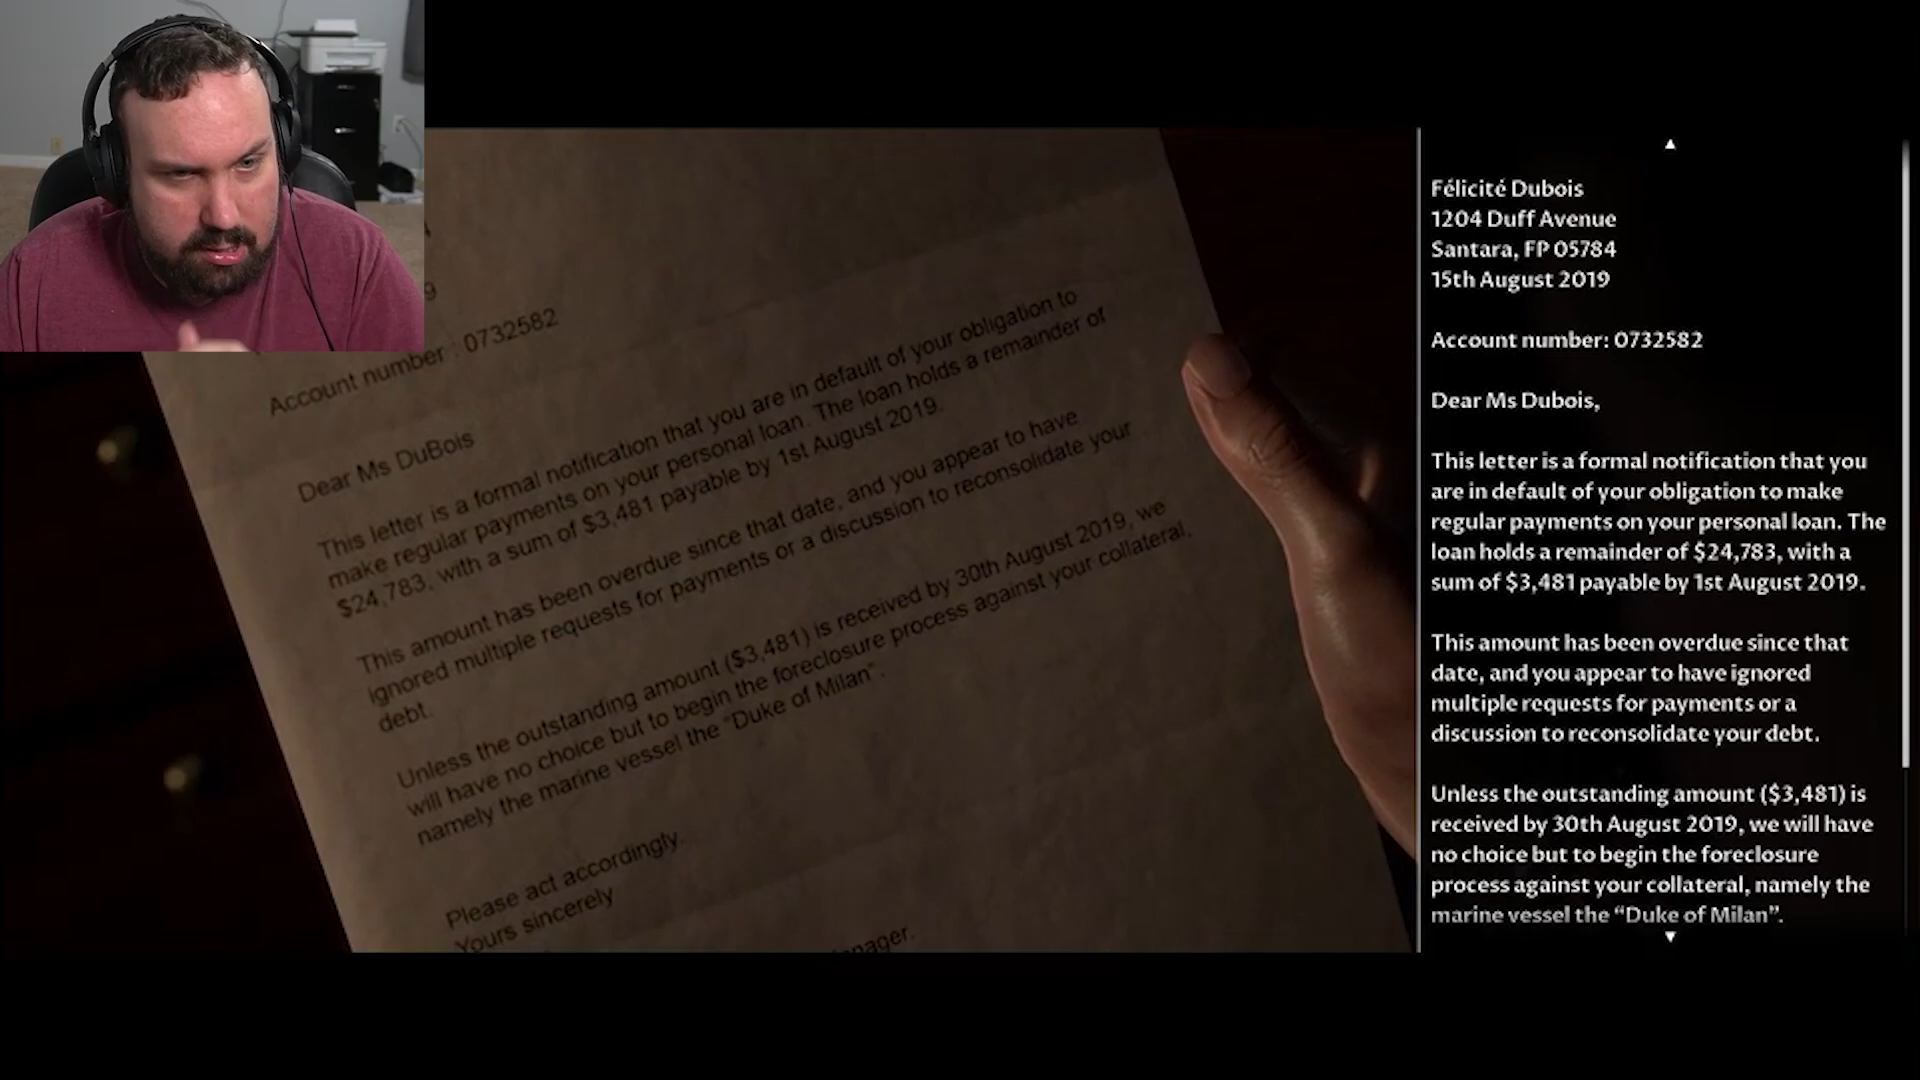 9
Account number : 0732582
Dear Ms DuBois
This letter is a formal notification that you are in default of your obligation to
make regular payments on your personal loan. The loan holds a remainder of
$24,783, with a sum of $3,481 payable by 1st August 2019.
This amount has been overdue since that date, and you appear to have
ignored multiple requests for payments or a discussion to reconsolidate your
debt.
Unless the outstanding amount ($3,481) is received by 30th August 2019, we
will have no choice but to begin the foreclosure process against your collateral,
namely the marine vessel the "Duke of Milan".
Please act accordingly.
Yours sincerely
Félicité Dubois
1204 Duff Avenue
Santara, FP 05784
15th August 2019
Account number: 0732582
Dear Ms Dubois,
This letter is a formal notification that you
are in default of your obligation to make
regular payments on your personal loan. The
loan holds a remainder of $24,783, with a
sum of $3,481 payable by 1st August 2019.
This amount has been overdue since that
date, and you appear to have ignored
multiple requests for payments or a
discussion to reconsolidate your debt.
Unless the outstanding amount ($3,481) is
received by 30th August 2019, we will have
no choice but to begin the foreclosure
process against your collateral, namely the
marine vessel the “Duke of Milan”.